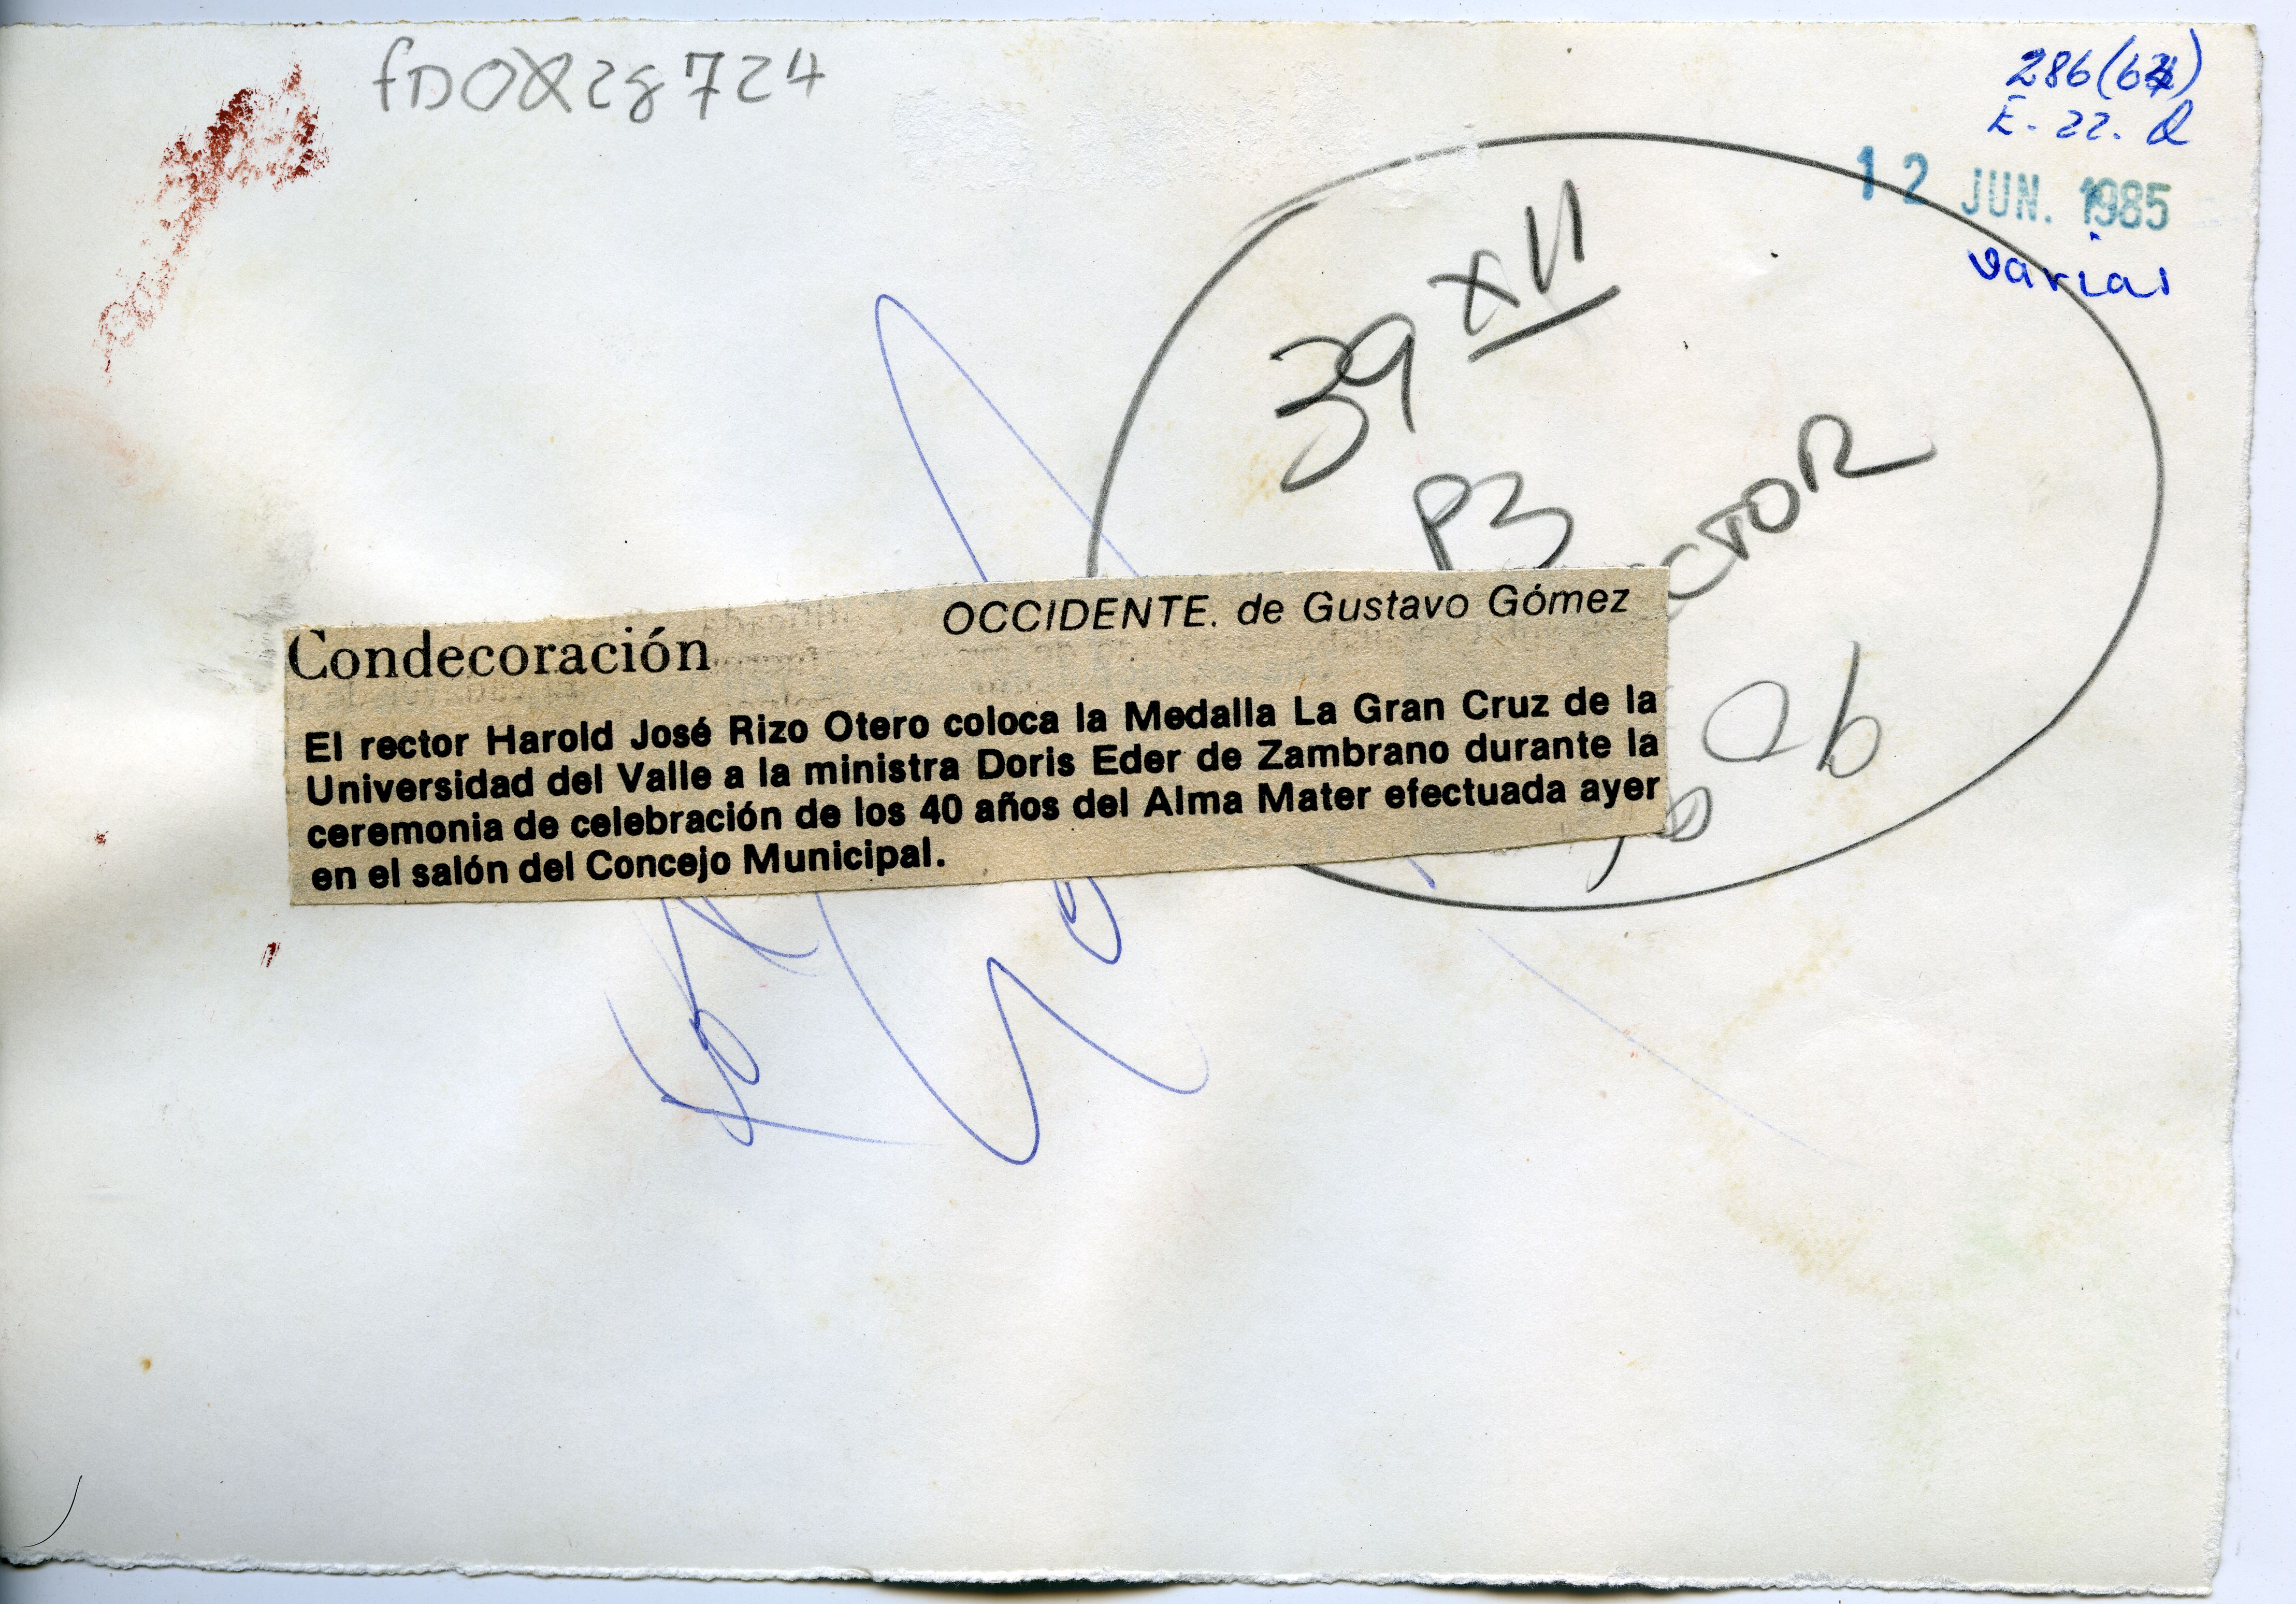 286(62)
E-22.
12 JUN. 1985
varias
39 XII
P3
CTOR
OCCIDENTE. de Gustavo Gómez
Condecoración
El rector Harold José Rizo Otero coloca la Medalla La Gran Cruz de la
Universidad del Valle a la ministra Doris Eder de Zambrano durante la
ceremonia de celebración de los 40 años del Alma Mater efectuada ayer
en el salón del Concejo Municipal.